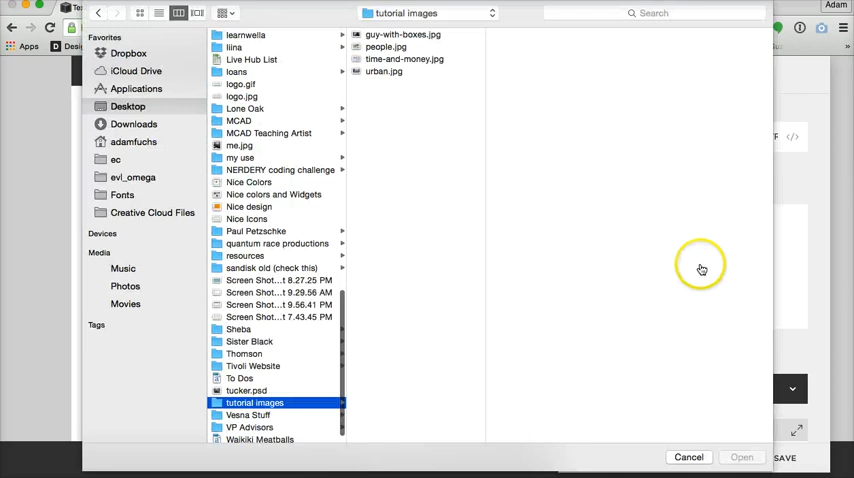 Te
Adam
Apps
Desig
tutorial images
Search
Favorites
Dropbox
iCloud Drive
Applications
Desktop
Downloads
adamfuchs
ec
evl_omega
Fonts
Creative Cloud Files
Devices
Media
Music
Photos
Movies
Tags
learnwella
liina
Live Hub List
loans
logo.gif
logo.jpg
Lone Oak
MCAD
MCAD Teaching Artist
me.jpg
my use
NERDERY coding challenge
Nice Colors
Nice colors and Widgets
Nice design
Nice Icons
Paul Petzschke
quantum race productions
resources
sandisk old (check this)
Screen Shot...t 8.27.25 PM
Screen Shot...t 9.29.56 AM
Screen Shot...t 9.56.41 PM
Screen Shot...t 7.43.45 PM
Sheba
Sister Black
Thomson
Tivoli Website
To Dos
tucker.psd
tutorial images
Vesna Stuff
VP Advisors
Waikiki Meatballs
guy-with-boxes.jpg
people.jpg
time-and-money.jpg
urban.jpg
Cancel
Open
SAVE